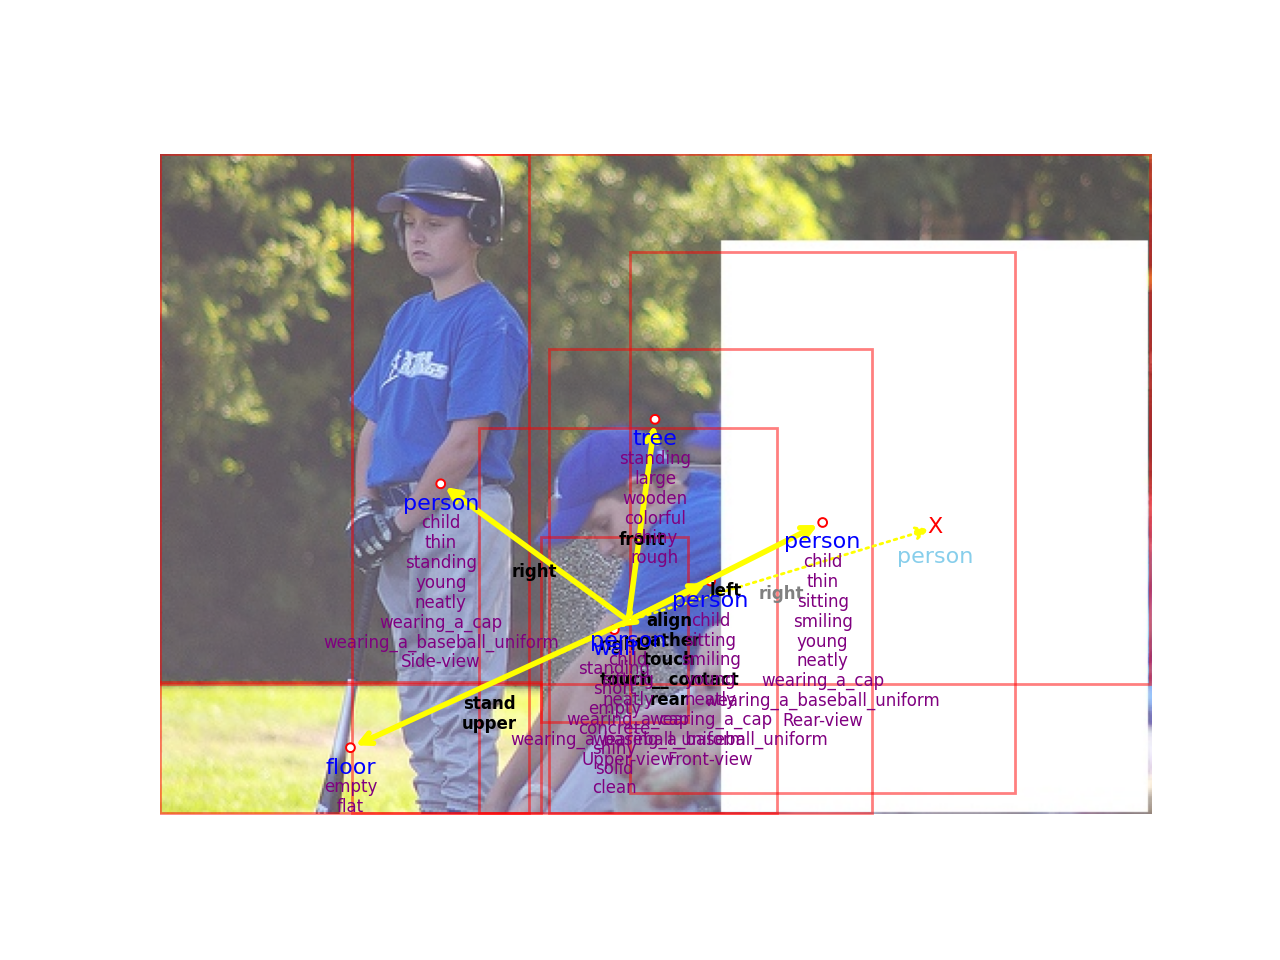 tree
standing
large
wooden
colorful
shiny
rough
front
person
child
thin
standing
young
neatly
wearing_a_cap
wearing_a_baseball_uniform
Side-view
right
person
child
thin
sitting
smiling
young
neatly
wearing_a_cap
wearing_a_baseball_uniform
Rear-view
X
person
right
left
person
child
sitting
smiling
young
neatly
wearing_a_cap
wearing_a_baseball_uniform
Front-view
align
touch
touch__contact
rear
person
child
neatly
wearing_a_cap
wearing_a_baseball_uniform
Upper-view
wall
standing
short
empty
concrete
shiny
solid
clean
stand
upper
floor
empty
flat